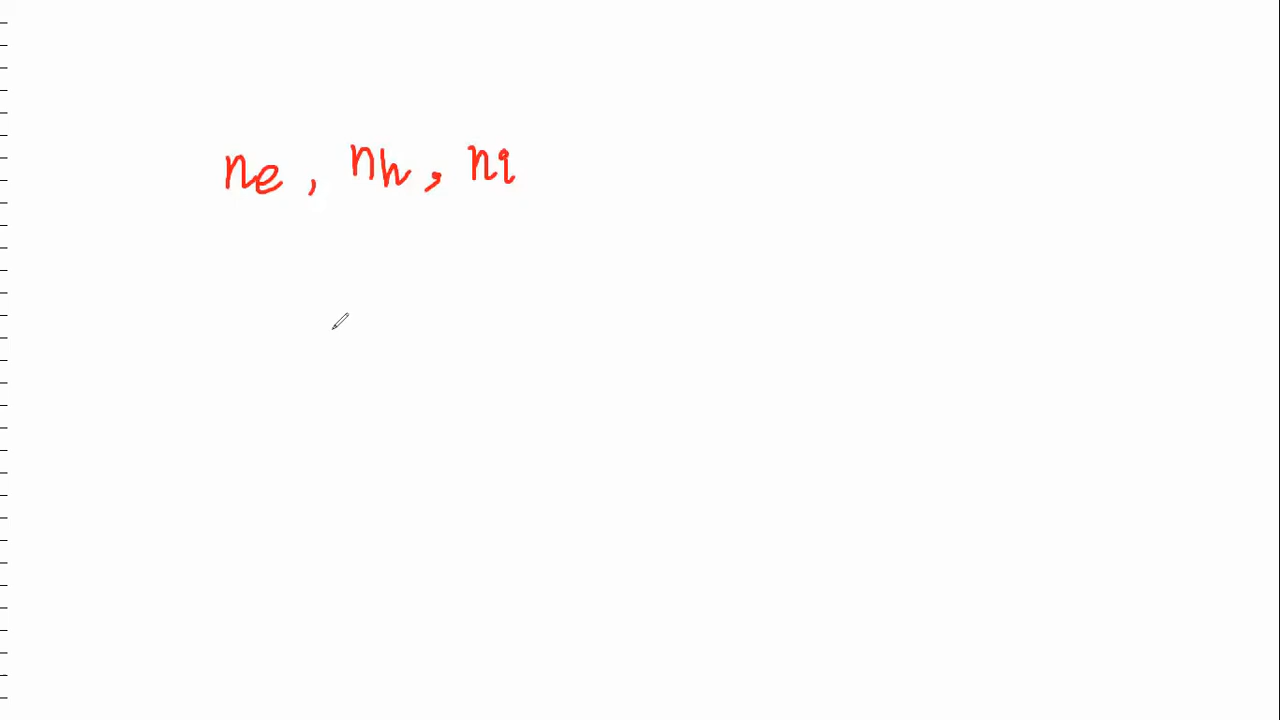 ne , nh , ni